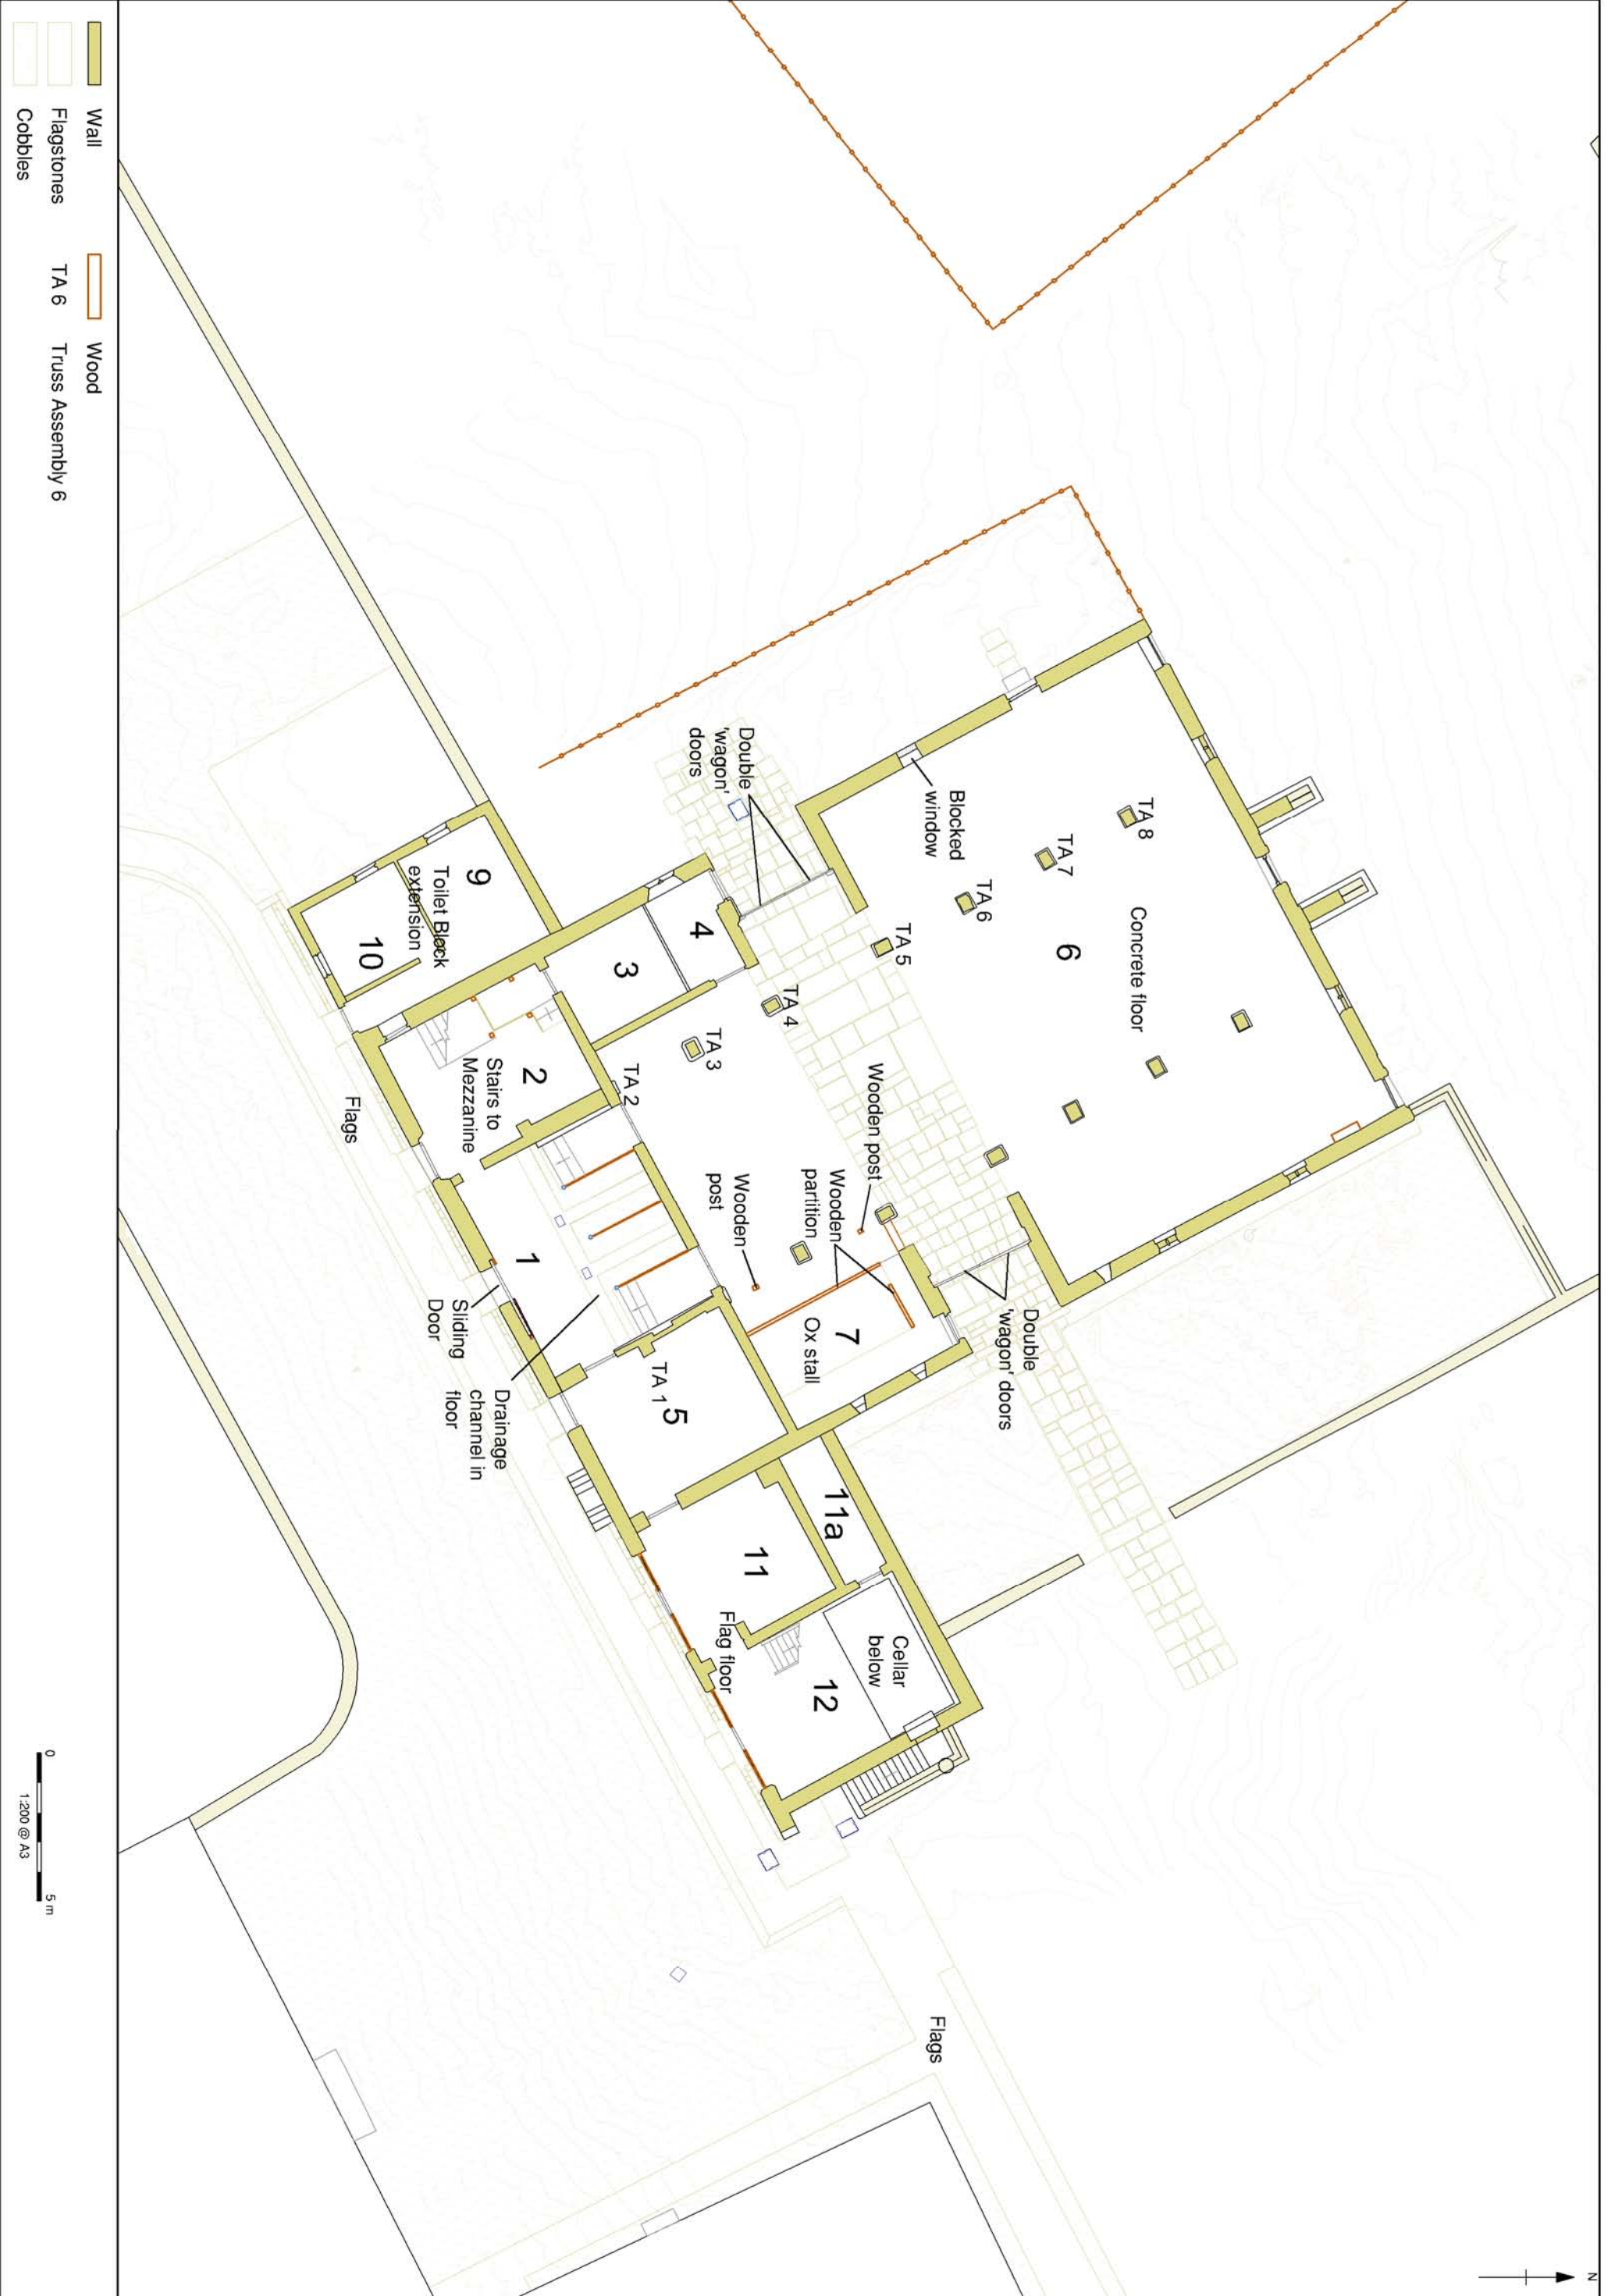 N
TA 8
TA 7
TA 6
TA 5
Concrete floor
6
Blocked
window
Double
'wagon'
doors
TA 4
TA 3
TA 2
4
3
9
Toilet Block
extension
10
2
Stairs to
Mezzanine
Flags
Wooden post
Wooden
partition
Wooden
post
Double
'wagon' doors
7
Ox stall
1
Sliding
Door
Drainage
channel in
floor
TA 1
5
11a
11
Flag floor
12
Cellar
below
Flags
Wall
Flagstones
Cobbles
Wood
TA 6
Truss Assembly 6
0
5 m
1:200 @ A3